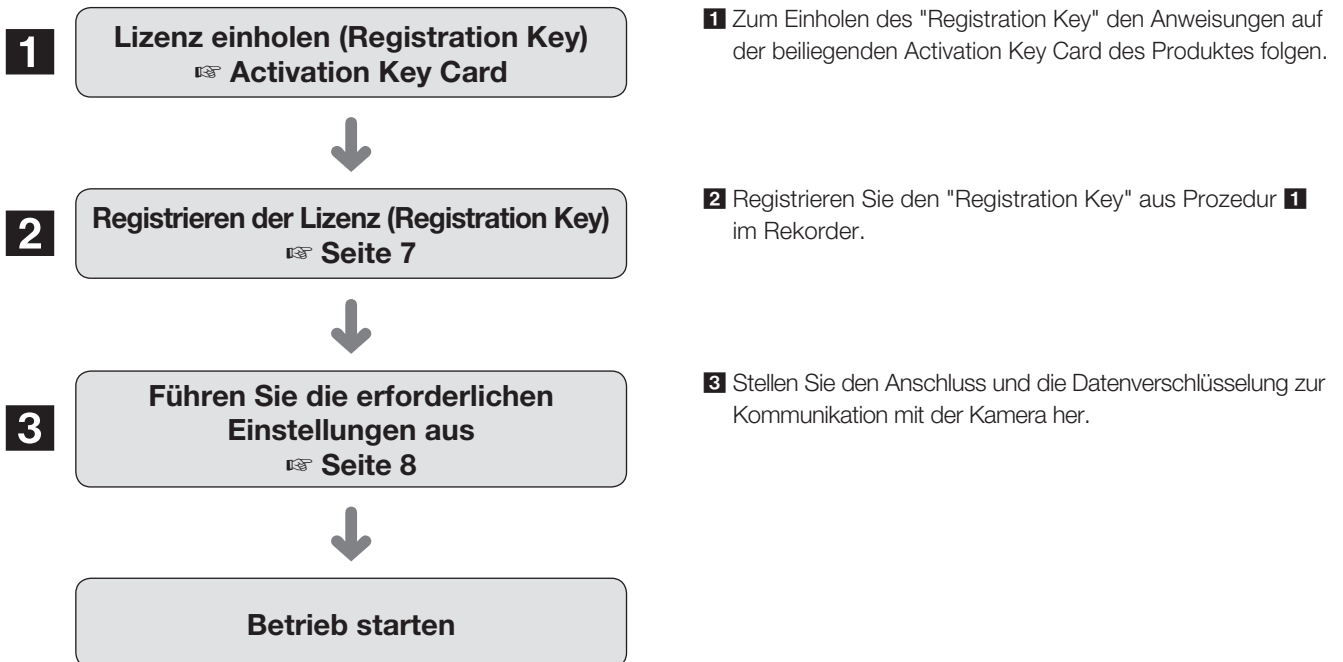 1
Lizenz einholen (Registration Key)
☞ Activation Key Card
1 Zum Einholen des "Registration Key" den Anweisungen auf
der beiliegenden Activation Key Card des Produktes folgen.
2
Registrieren der Lizenz (Registration Key)
☞ Seite 7
2 Registrieren Sie den "Registration Key" aus Prozedur 1
im Rekorder.
3
Führen Sie die erforderlichen
Einstellungen aus
☞ Seite 8
3 Stellen Sie den Anschluss und die Datenverschlüsselung zur
Kommunikation mit der Kamera her.
Betrieb starten